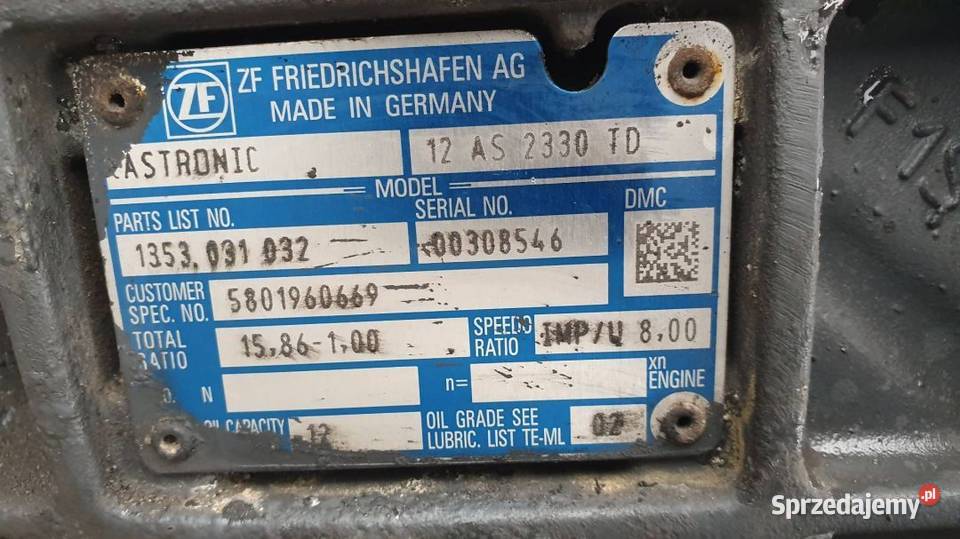 ZF
ZF FRIEDRICHSHAFEN AG
MADE IN GERMANY
ASTRONIC 12 AS 2330 TD
MODEL
PARTS LIST NO. SERIAL NO. DMC
1353.031 032 00308546
CUSTOMER
SPEC. NO. 5801960669
TOTAL
RATIO 15,86-1,00
SPEEDO
RATIO IMP/U 8,00
N n= xn
ENGINE
OIL CAPACITY 12
OIL GRADE SEE
LUBRIC. LIST TE-ML 02
Sprzedajemy.pl